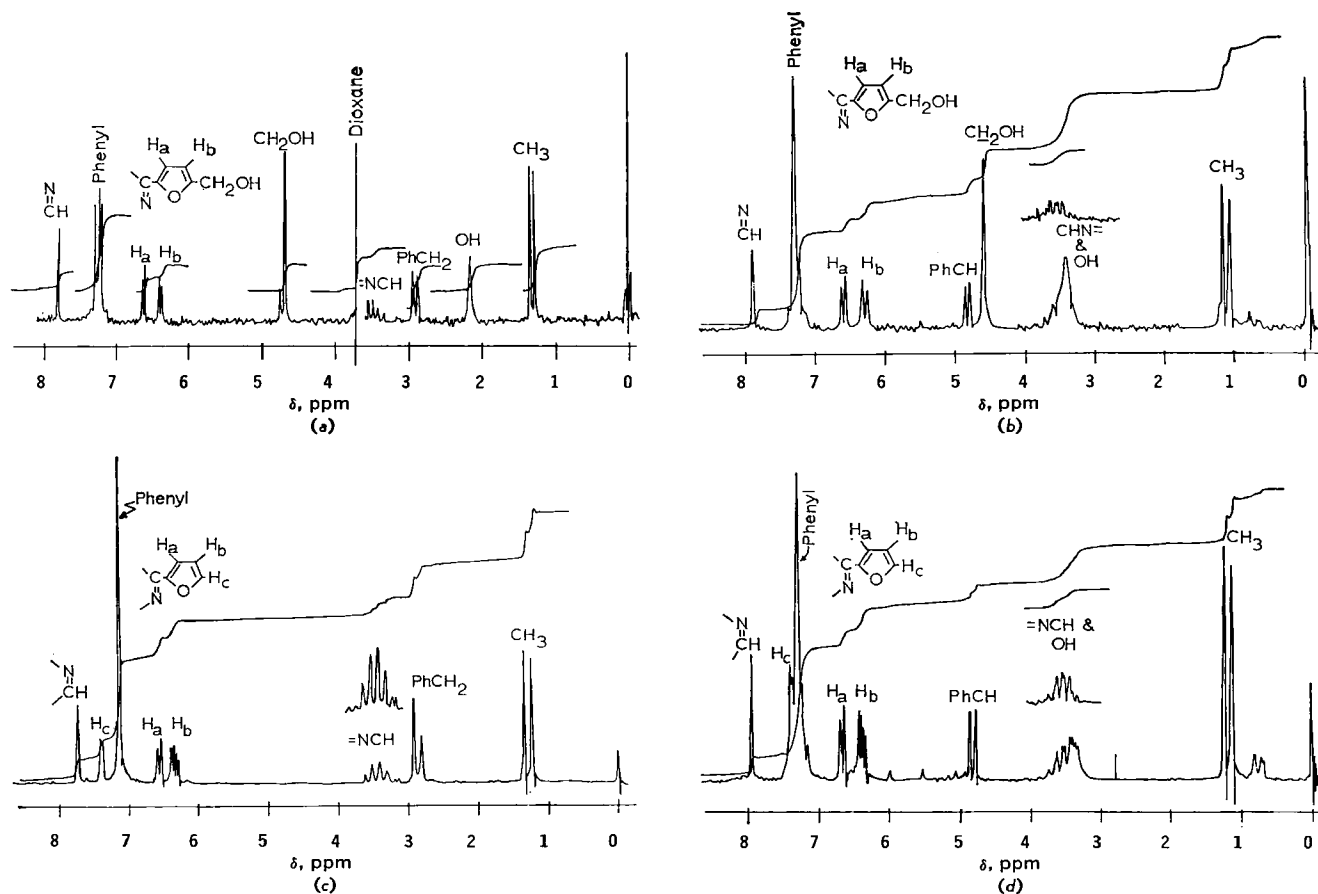 Phenyl
Ha
Hb
C
N
O
CH2OH
N
CH
Ha
Hb
CH2OH
Dioxane
=NCH
PhCH2
OH
CH3
8 7 6 5 4 3 2 1 0
δ, ppm
(a)
Phenyl
Ha
Hb
C
N
O
CH2OH
N
CH
Ha
Hb
PhCH
CH2OH
CHN=
&
OH
CH3
8 7 6 5 4 3 2 1 0
δ, ppm
(b)
Phenyl
Ha
Hb
C
N
O
Hc
N
CH
Hc
Ha
Hb
=NCH
PhCH2
CH3
8 7 6 5 4 3 2 1 0
δ, ppm
(c)
Phenyl
Ha
Hb
C
N
O
Hc
N
CH
Hc
Ha
Hb
PhCH
=NCH &
OH
CH3
8 7 6 5 4 3 2 1 0
δ, ppm
(d)